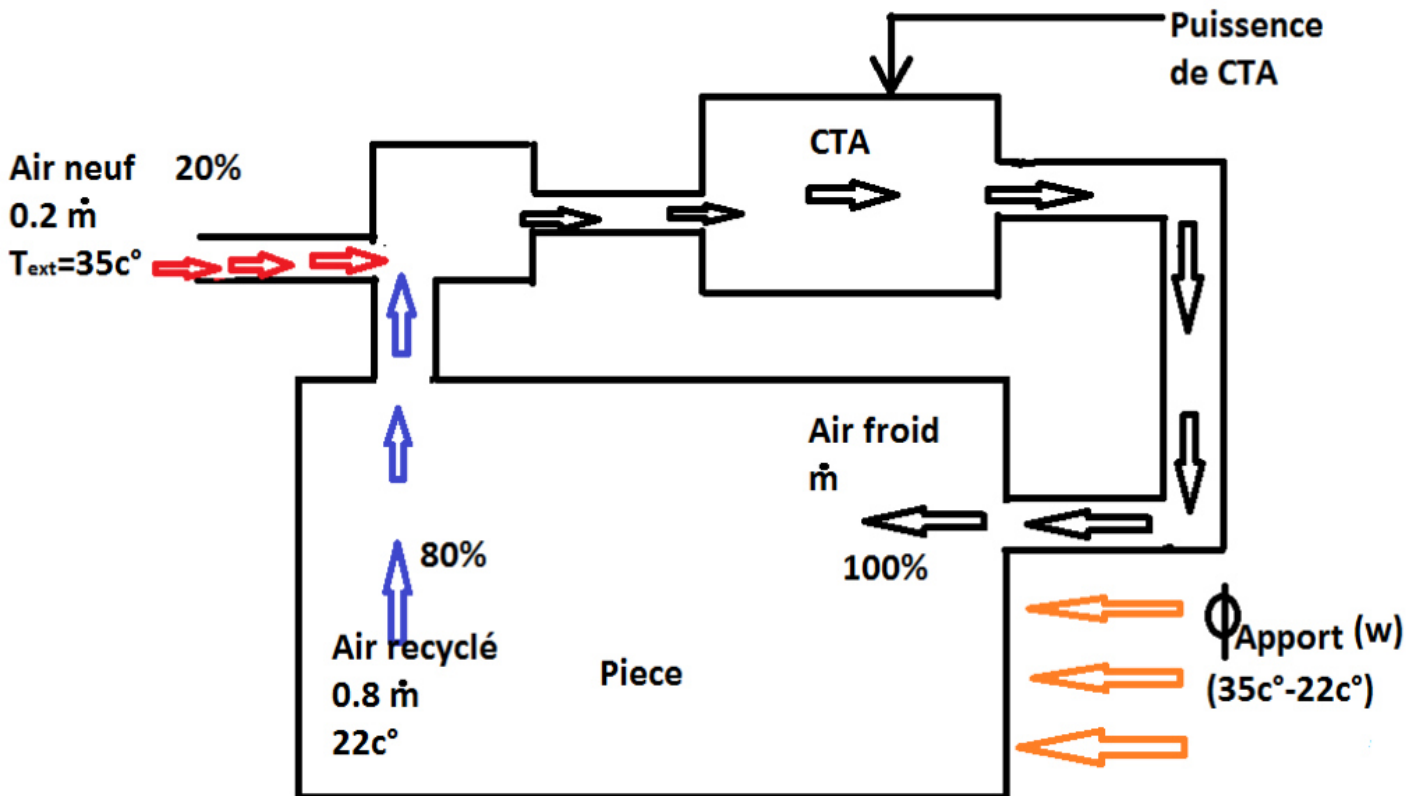 Puissence
de CTA
CTA
Air neuf 20%
0.2 ṁ
Text=35c°
Air froid
ṁ
100%
80%
Air recyclé
0.8 ṁ
22c°
Piece
ϕApport (w)
(35c°-22c°)